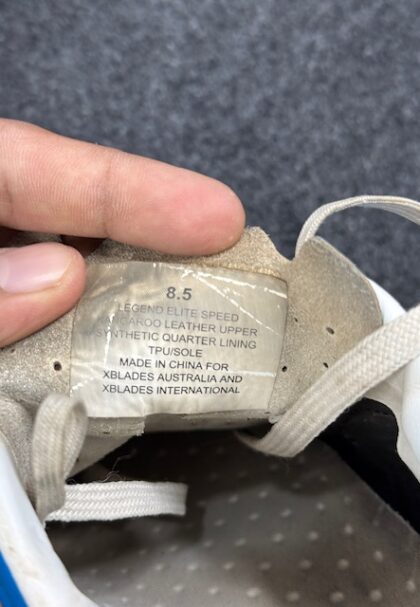 8.5
LEGEND ELITE SPEED
AROO LEATHER UPPER
SYNTHETIC QUARTER LINING
TPU/SOLE
MADE IN CHINA FOR
XBLADES AUSTRALIA AND
XBLADES INTERNATIONAL